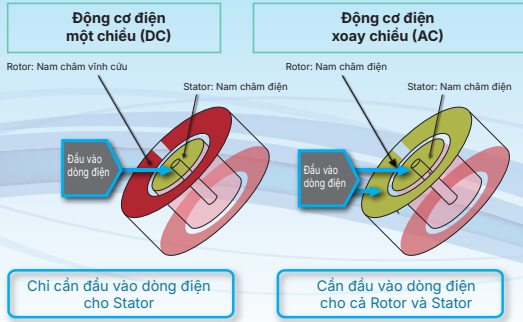 Động cơ điện
một chiều (DC)
Động cơ điện
xoay chiều (AC)
Rotor: Nam châm vĩnh cửu
Stator: Nam châm điện
Rotor: Nam châm điện
Stator: Nam châm điện
Đầu vào
dòng điện
Đầu vào
dòng điện
Chỉ cần đầu vào dòng điện
cho Stator
Cần đầu vào dòng điện
cho cả Rotor và Stator